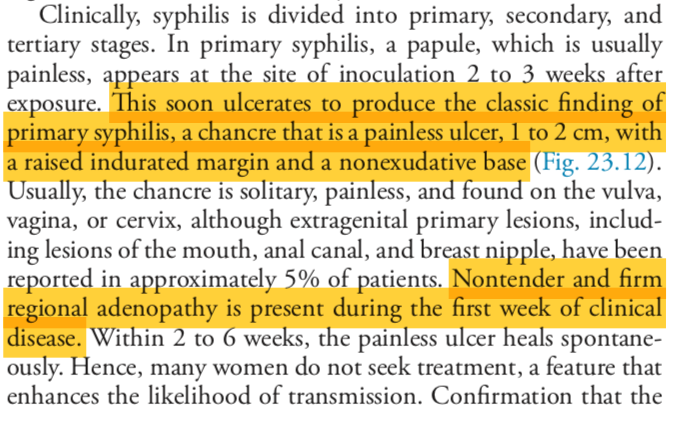 Clinically, syphilis is divided into primary, secondary, and
tertiary stages. In primary syphilis, a papule, which is usually
painless, appears at the site of inoculation 2 to 3 weeks after
exposure. This soon ulcerates to produce the classic finding of
primary syphilis, a chancre that is a painless ulcer, 1 to 2 cm, with
a raised indurated margin and a nonexudative base (Fig. 23.12).
Usually, the chancre is solitary, painless, and found on the vulva,
vagina, or cervix, although extragenital primary lesions, includ-
ing lesions of the mouth, anal canal, and breast nipple, have been
reported in approximately 5% of patients. Nontender and firm
regional adenopathy is present during the first week of clinical
disease. Within 2 to 6 weeks, the painless ulcer heals spontane-
ously. Hence, many women do not seek treatment, a feature that
enhances the likelihood of transmission. Confirmation that the